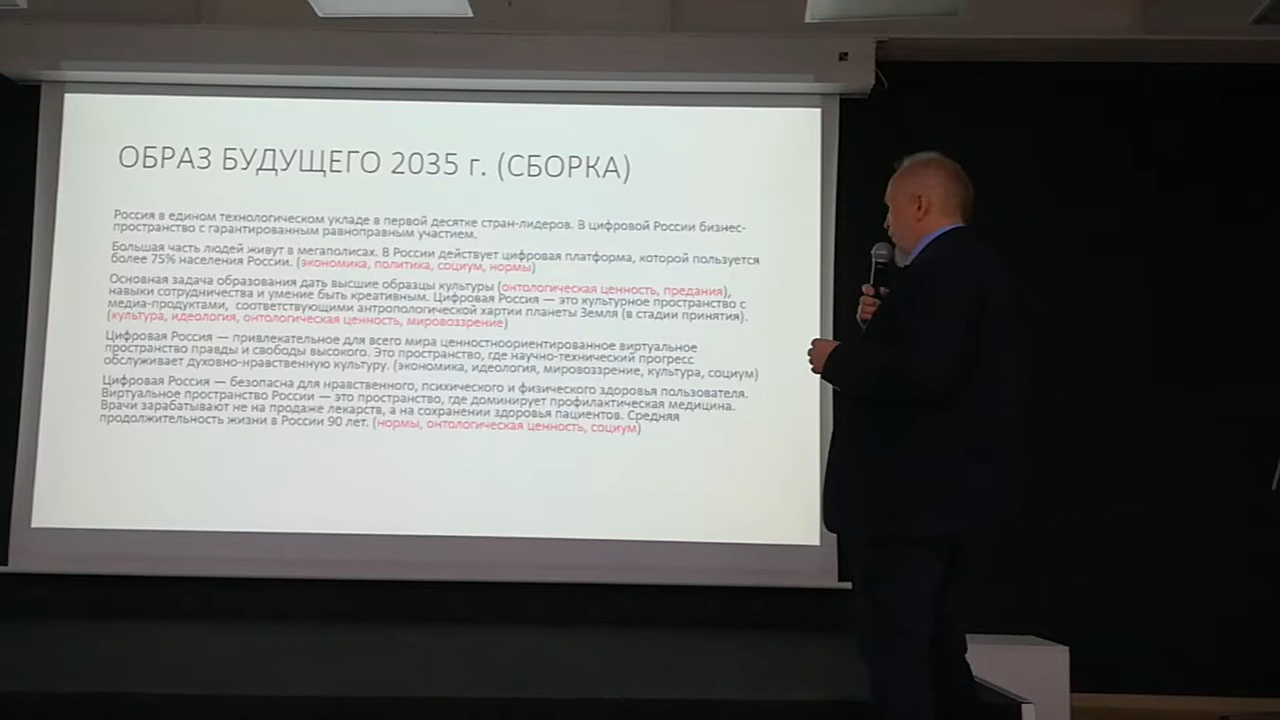 ОБРАЗ БУДУЩЕГО 2035 г. (СБОРКА)
Россия в едином технологическом укладе в первой десятке стран-лидеров. В цифровой России бизнес-
пространство с гарантированным равноправным участием.
Большая часть людей живут в мегаполисах. В России действует цифровая платформа, которой пользуется
более 75% населения России. (экономика, политика, социум, нормы)
Основная задача образования дать высшие образцы культуры (онтологическая ценность, предания),
навыки сотрудничества и умение быть креативным. Цифровая Россия — это культурное пространство с
медиа-продуктами, соответствующими антропологической хартии планеты Земля (в стадии принятия).
(культура, идеология, онтологическая ценность, мировоззрение)
Цифровая Россия — привлекательное для всего мира ценностноориентированное виртуальное
пространство правды и свободы высокого. Это пространство, где научно-технический прогресс
обслуживает духовно-нравственную культуру. (экономика, идеология, мировоззрение, культура, социум)
Цифровая Россия — безопасна для нравственного, психического и физического здоровья пользователя.
Виртуальное пространство России — это пространство, где доминирует профилактическая медицина.
Врачи зарабатывают не на продаже лекарств, а на сохранении здоровья пациентов. Средняя
продолжительность жизни в России 90 лет. (нормы, онтологическая ценность, социум)